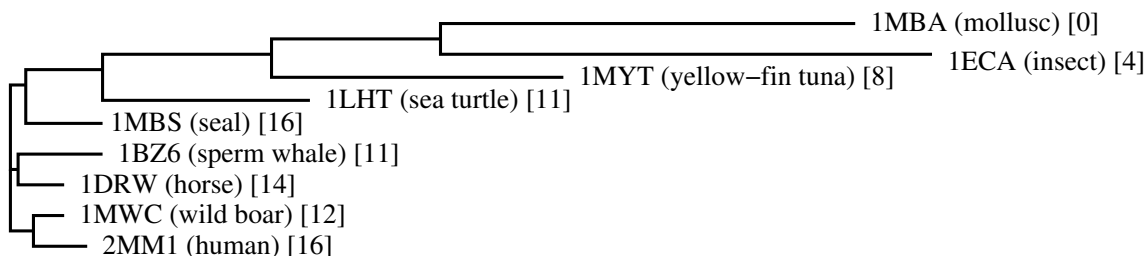 1MBA (mollusc) [0]
1ECA (insect) [4]
1MYT (yellow−fin tuna) [8]
1LHT (sea turtle) [11]
1MBS (seal) [16]
1BZ6 (sperm whale) [11]
1DRW (horse) [14]
1MWC (wild boar) [12]
2MM1 (human) [16]